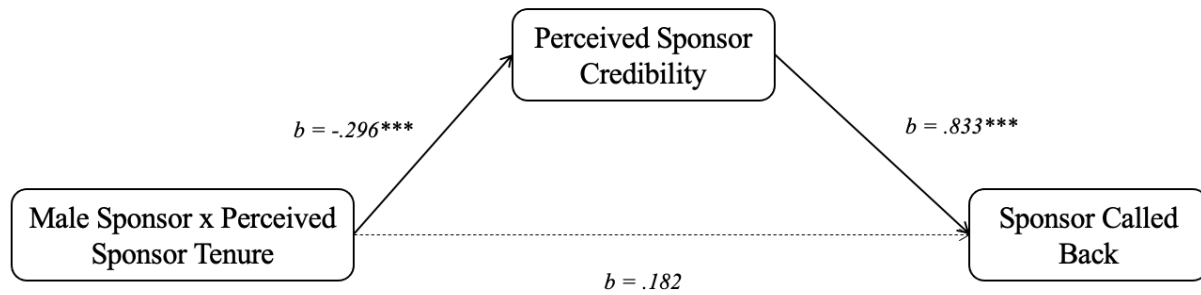 Perceived Sponsor
Credibility
b = -.296***
b = .833***
Male Sponsor x Perceived
Sponsor Tenure
Sponsor Called
Back
b = .182